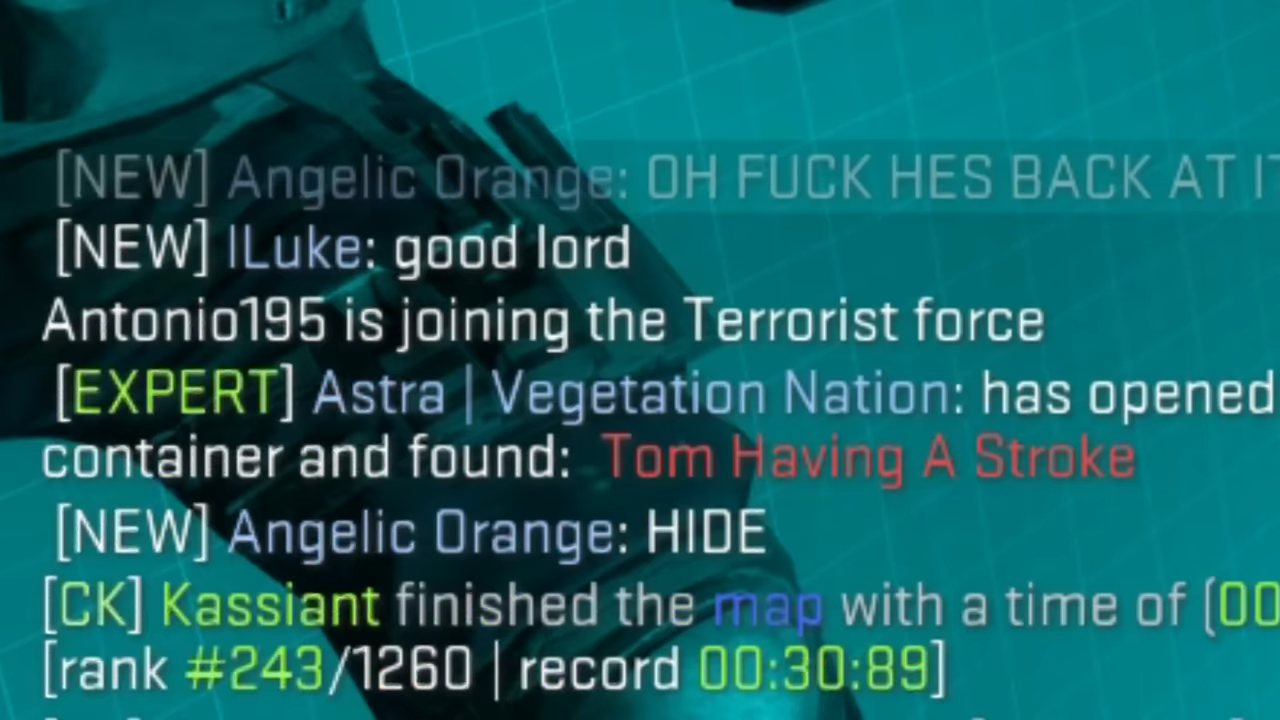 [NEW] Angelic Orange: OH FUCK HES BACK AT IT
[NEW] lLuke: good lord
Antonio195 is joining the Terrorist force
[EXPERT] Astra | Vegetation Nation: has opened
container and found: Tom Having A Stroke
[NEW] Angelic Orange: HIDE
[CK] Kassiant finished the map with a time of (00
[rank #243/1260 | record 00:30:89]